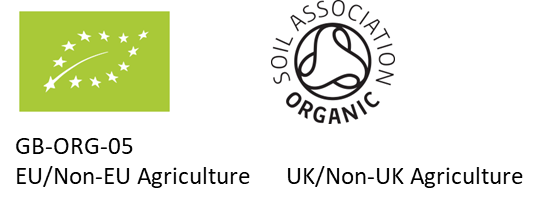 SOIL ASSOCIATION
ORGANIC
GB-ORG-05
EU/Non-EU Agriculture
UK/Non-UK Agriculture